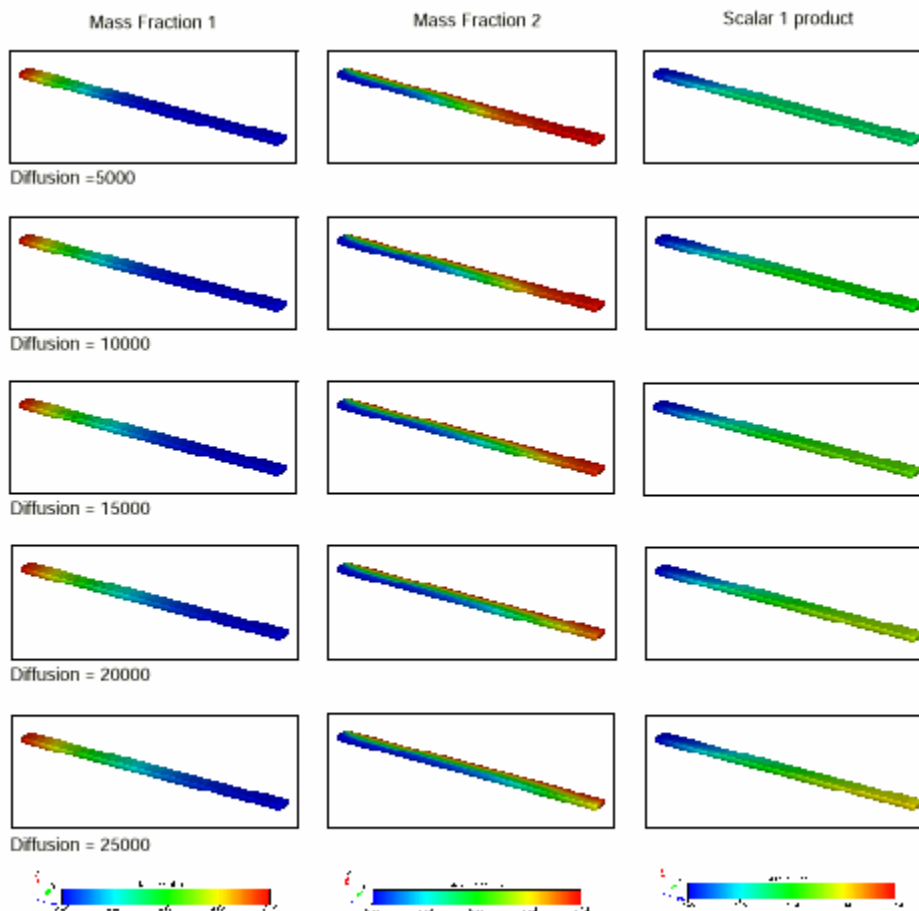 Mass Fraction 1
Mass Fraction 2
Scalar 1 product
Diffusion =5000
Diffusion = 10000
Diffusion = 15000
Diffusion = 20000
Diffusion = 25000